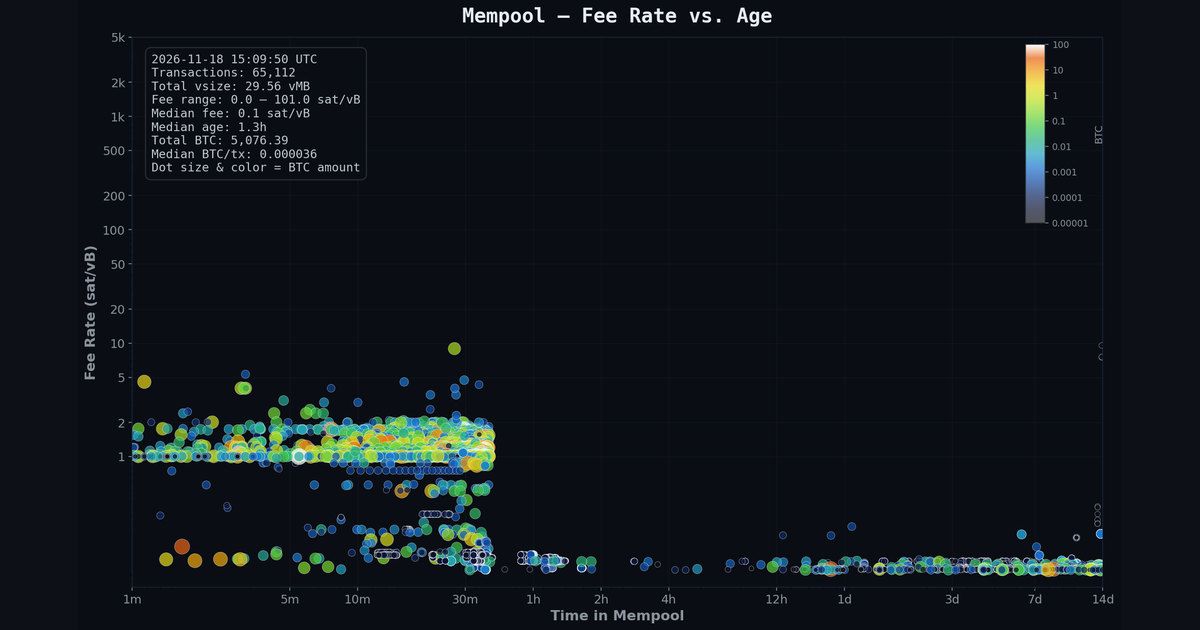 Mempool — Fee Rate vs. Age
2026-11-18 15:09:50 UTC
Transactions: 65,112
Total vsize: 29.56 vMB
Fee range: 0.0 – 101.0 sat/vB
Median fee: 0.1 sat/vB
Median age: 1.3h
Total BTC: 5,076.39
Median BTC/tx: 0.000036
Dot size & color = BTC amount
100
10
1
0.1
0.01
0.001
0.0001
0.00001
BTC
Fee Rate (sat/vB)
5k
2k
1k
500
200
100
50
20
10
5
2
1
1m
5m
10m
30m
1h
2h
4h
12h
1d
3d
7d
14d
Time in Mempool